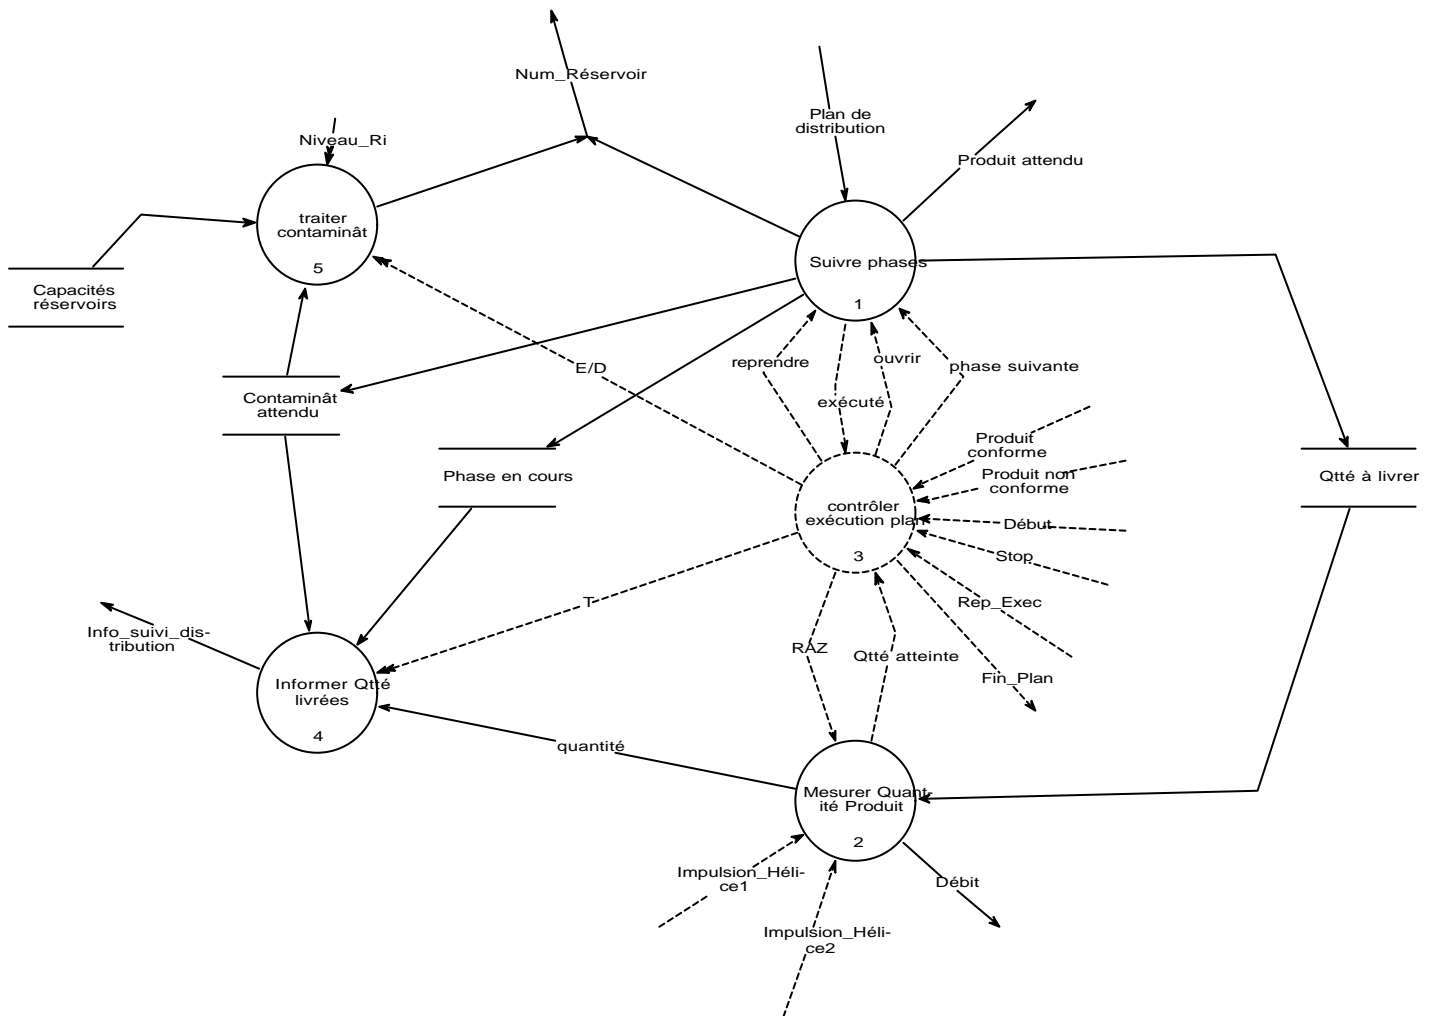 Num_Réservoir
Plan de
distribution
Niveau_Ri
Produit attendu
traiter
contaminât
5
Suivre phases
1
Capacités
réservoirs
reprendre
ouvrir
phase suivante
E/D
exécuté
Contaminât
attendu
Produit
conforme
Phase en cours
Produit non
conforme
Qtté à livrer
contrôler
exécution plan
3
Début
Stop
T
Rep_Exec
Info_suivi_dis-
tribution
RAZ
Qtté atteinte
Fin_Plan
Informer Qtté
livrées
4
quantité
Mesurer Quant-
ité Produit
2
Impulsion_Héli-
ce1
Débit
Impulsion_Héli-
ce2